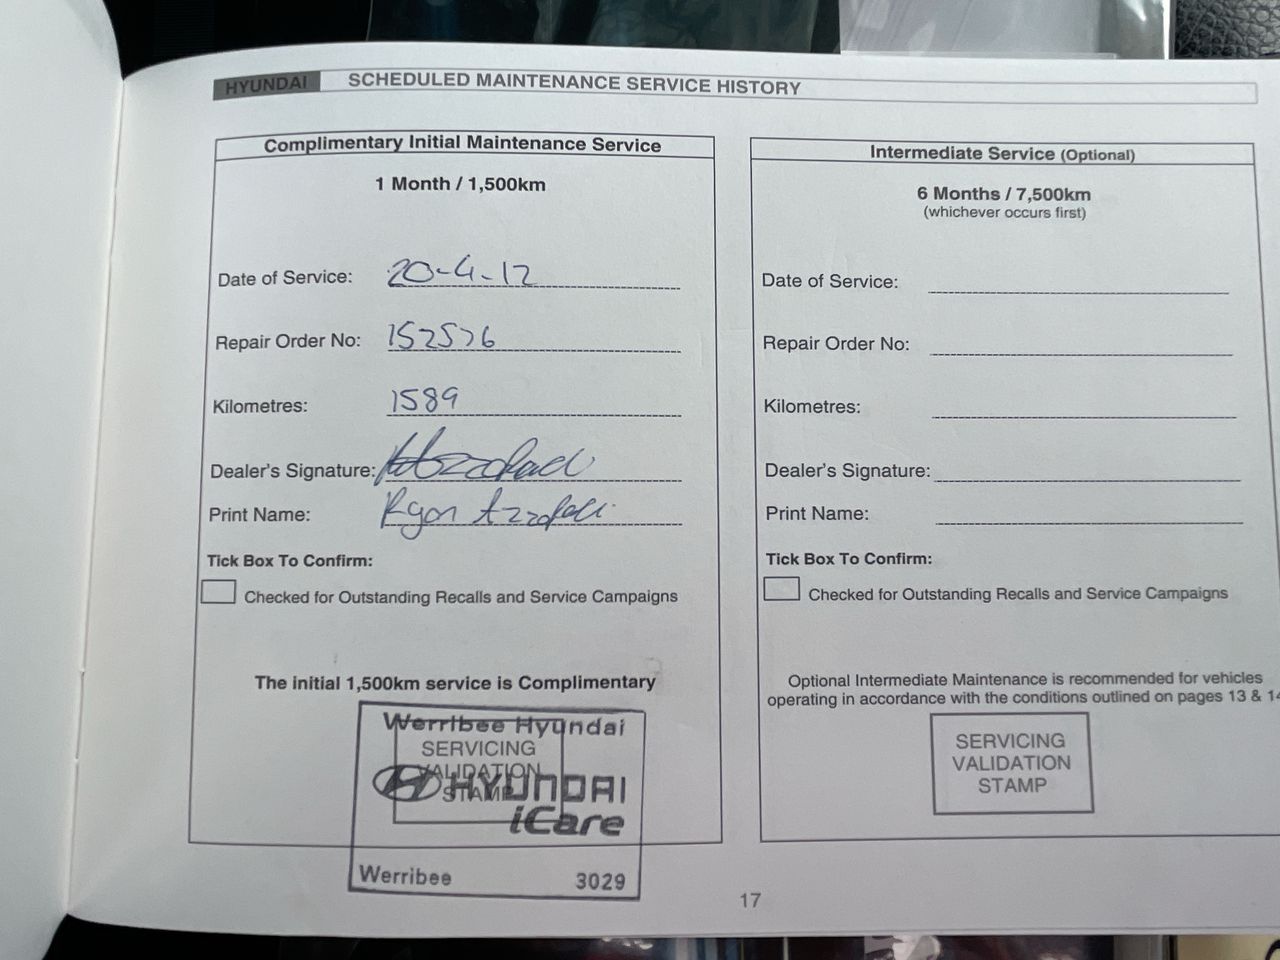 HYUNDAI SCHEDULED MAINTENANCE SERVICE HISTORY
Complimentary Initial Maintenance Service
1 Month / 1,500km
Date of Service: 20-4-12
Repair Order No: 152576
Kilometres: 1589
Dealer's Signature:
Print Name: Ryan
Tick Box To Confirm:
Checked for Outstanding Recalls and Service Campaigns
The initial 1,500km service is Complimentary
Werribee Hyundai
SERVICING
VALIDATION
STAMP
HYUNDAI
iCare
Werribee 3029
Intermediate Service (Optional)
6 Months / 7,500km
(whichever occurs first)
Date of Service:
Repair Order No:
Kilometres:
Dealer's Signature:
Print Name:
Tick Box To Confirm:
Checked for Outstanding Recalls and Service Campaigns
Optional Intermediate Maintenance is recommended for vehicles
operating in accordance with the conditions outlined on pages 13 & 14
SERVICING
VALIDATION
STAMP
17